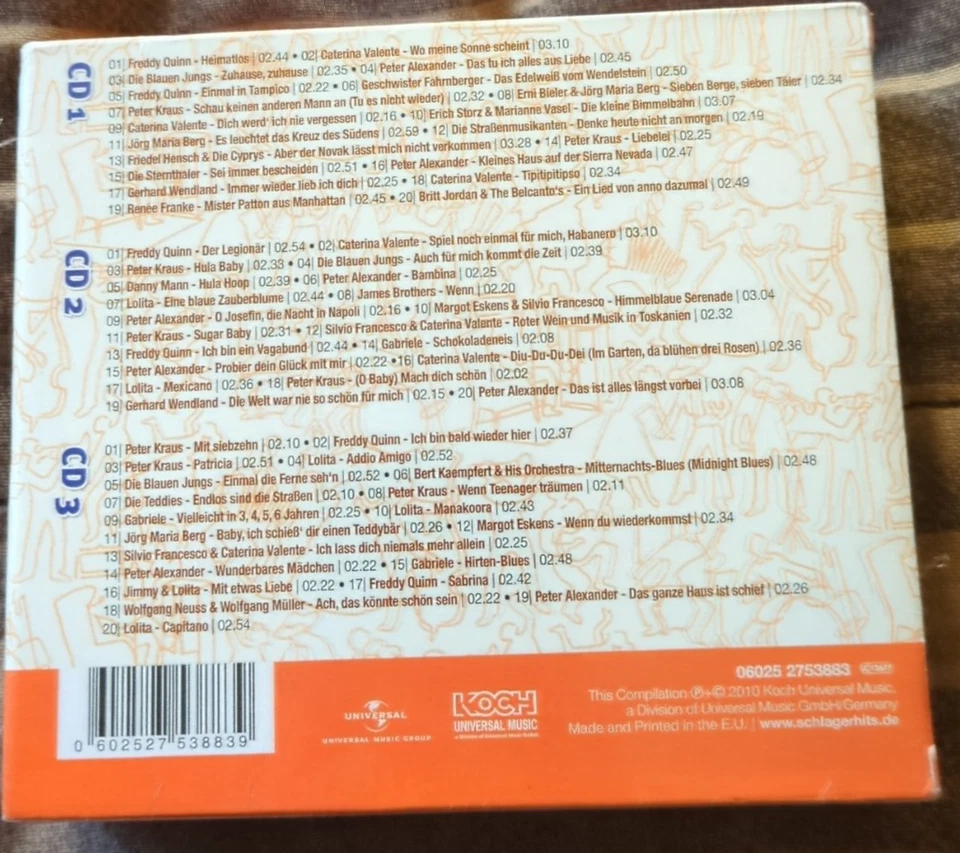 CD 1
01| Freddy Quinn - Heimatlos | 02.44 • 02| Caterina Valente - Wo meine Sonne scheint | 03.10
03| Die Blauen Jungs - Zuhause, zuhause | 02.35 • 04| Peter Alexander - Das tu ich alles aus Liebe | 02.45
05| Freddy Quinn - Einmal in Tampico | 02.22 • 06| Geschwister Fahrnberger - Das Edelweiß vom Wendelstein | 02.50
07| Peter Kraus - Schau keinen anderen Mann an (Tu es nicht wieder) | 02.32 • 08| Erni Bieler & Jörg Maria Berg - Sieben Berge, sieben Täler | 02.34
09| Caterina Valente - Dich werd' ich nie vergessen | 02.16 • 10| Erich Storz & Marianne Vasel - Die kleine Bimmelbahn | 03.07
11| Jörg Maria Berg - Es leuchtet das Kreuz des Südens | 02.59 • 12| Die Straßenmusikanten - Denke heute nicht an morgen | 02.19
13| Friedel Hensch & Die Cyprys - Aber der Novak lässt mich nicht verkommen | 03.28 • 14| Peter Kraus - Liebelei | 02.25
15| Die Sternthaler - Sei immer bescheiden | 02.51 • 16| Peter Alexander - Kleines Haus auf der Sierra Nevada | 02.47
17| Gerhard Wendland - Immer wieder lieb ich dich | 02.25 • 18| Caterina Valente - Tipitipitipso | 02.34
19| Renée Franke - Mister Patton aus Manhattan | 02.45 • 20| Britt Jordan & The Belcanto's - Ein Lied von anno dazumal | 02.49
CD 2
01| Freddy Quinn - Der Legionär | 02.54 • 02| Caterina Valente - Spiel noch einmal für mich, Habanero | 03.10
03| Peter Kraus - Hula Baby | 02.33 • 04| Die Blauen Jungs - Auch für mich kommt die Zeit | 02.39
05| Danny Mann - Hula Hoop | 02.39 • 06| Peter Alexander - Bambina | 02.25
07| Lolita - Eine blaue Zauberblume | 02.44 • 08| James Brothers - Wenn | 02.20
09| Peter Alexander - O Josefin, die Nacht in Napoli | 02.16 • 10| Margot Eskens & Silvio Francesco - Himmelblaue Serenade | 03.04
11| Peter Kraus - Sugar Baby | 02.31 • 12| Silvio Francesco & Caterina Valente - Roter Wein und Musik in Toskanien | 02.32
13| Freddy Quinn - Ich bin ein Vagabund | 02.44 • 14| Gabriele - Schokoladeneis | 02.08
15| Peter Alexander - Probier dein Glück mit mir | 02.22 • 16| Caterina Valente - Diu-Du-Du-Dei (Im Garten, da blühen drei Rosen) | 02.36
17| Lolita - Mexicano | 02.36 • 18| Peter Kraus - (O Baby) Mach dich schön | 02.02
19| Gerhard Wendland - Die Welt war nie so schön für mich | 02.15 • 20| Peter Alexander - Das ist alles längst vorbei | 03.08
CD 3
01| Peter Kraus - Mit siebzehn | 02.10 • 02| Freddy Quinn - Ich bin bald wieder hier | 02.37
03| Peter Kraus - Patricia | 02.51 • 04| Lolita - Addio Amigo | 02.52
05| Die Blauen Jungs - Einmal die Ferne seh'n | 02.52 • 06| Bert Kaempfert & His Orchestra - Mitternachts-Blues (Midnight Blues) | 02.48
07| Die Teddies - Endlos sind die Straßen | 02.10 • 08| Peter Kraus - Wenn Teenager träumen | 02.11
09| Gabriele - Vielleicht in 3, 4, 5, 6 Jahren | 02.25 • 10| Lolita - Manakoora | 02.43
11| Jörg Maria Berg - Baby, ich schieß' dir einen Teddybär | 02.26 • 12| Margot Eskens - Wenn du wiederkommst | 02.34
13| Silvio Francesco & Caterina Valente - Ich lass dich niemals mehr allein | 02.25
14| Peter Alexander - Wunderbares Mädchen | 02.22 • 15| Gabriele - Hirten-Blues | 02.48
16| Jimmy & Lolita - Mit etwas Liebe | 02.22 • 17| Freddy Quinn - Sabrina | 02.42
18| Wolfgang Neuss & Wolfgang Müller - Ach, das könnte schön sein | 02.22 • 19| Peter Alexander - Das ganze Haus ist schief | 02.26
20| Lolita - Capitano | 02.54
0 602527 538839
UNIVERSAL
UNIVERSAL MUSIC GROUP
KOCH
UNIVERSAL MUSIC
06025 2753883
This Compilation ℗+© 2010 Koch Universal Music,
a Division of Universal Music GmbH/Germany
Made and Printed in the E.U. | www.schlagerhits.de